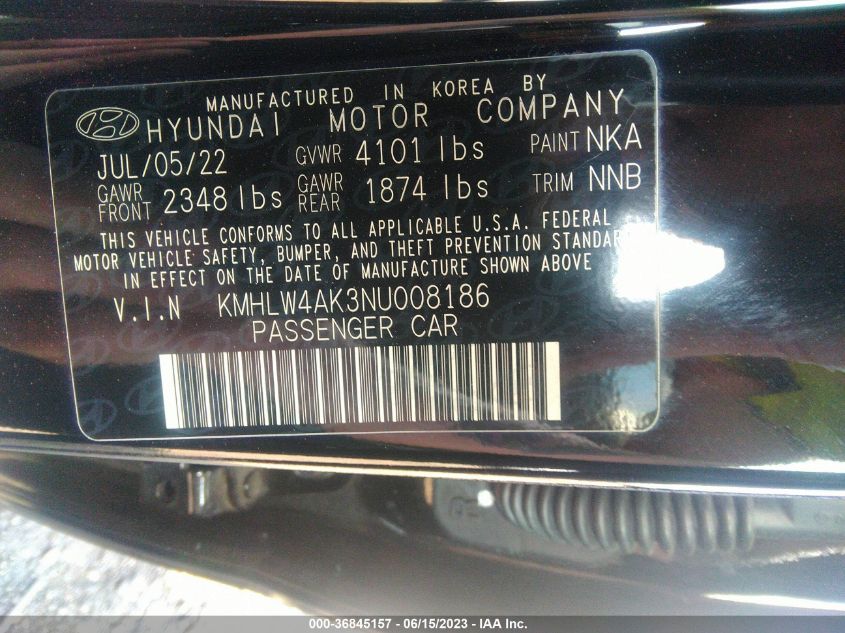 MANUFACTURED IN KOREA BY
HYUNDAI MOTOR COMPANY
JUL/05/22 GVWR 4101 lbs PAINT NKA
GAWR FRONT 2348 lbs GAWR REAR 1874 lbs TRIM NNB
THIS VEHICLE CONFORMS TO ALL APPLICABLE U.S.A. FEDERAL
MOTOR VEHICLE SAFETY, BUMPER, AND THEFT PREVENTION STANDAR
IN EFFECT ON THE DATE OF MANUFACTURE SHOWN ABOVE
V.I.N KMHLW4AK3NU008186
PASSENGER CAR
000-36845157 - 06/15/2023 - IAA Inc.